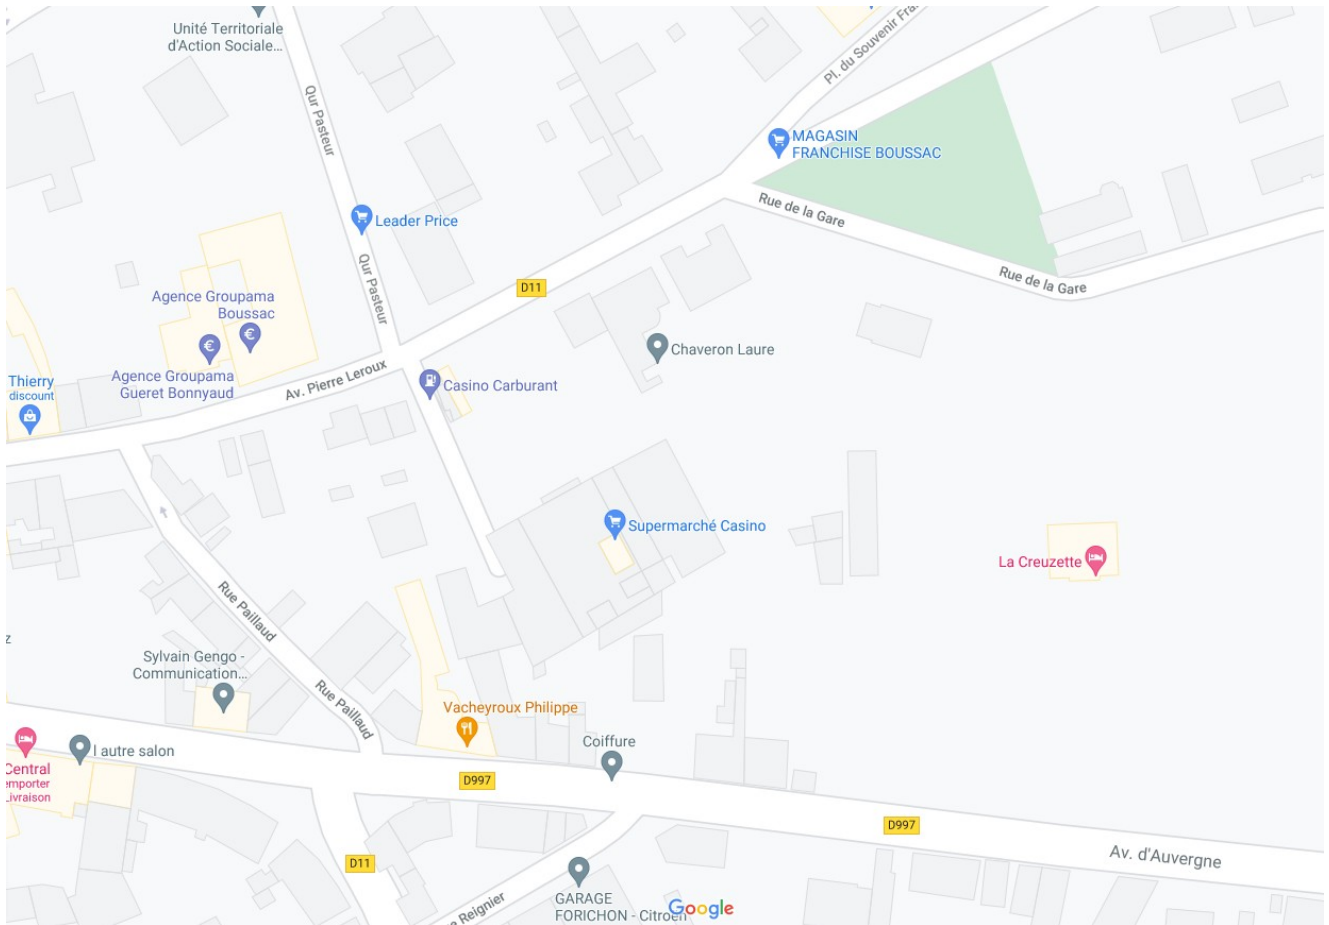 Unité Territoriale
d'Action Sociale...
Qur Pasteur
Pl. du Souvenir Fra
MAGASIN
FRANCHISE BOUSSAC
Rue de la Gare
Leader Price
Qur Pasteur
Rue de la Gare
D11
Agence Groupama
Boussac
Chaveron Laure
Agence Groupama
Gueret Bonnyaud
Av. Pierre Leroux
Casino Carburant
Thierry
discount
Supermarché Casino
La Creuzette
Rue Paillaud
z
Sylvain Gengo -
Communication...
Rue Paillaud
Vacheyroux Philippe
Coiffure
l autre salon
Central
emporter
Livraison
D997
D997
Av. d'Auvergne
D11
e Reignier
GARAGE
FORICHON - Citroën
Google